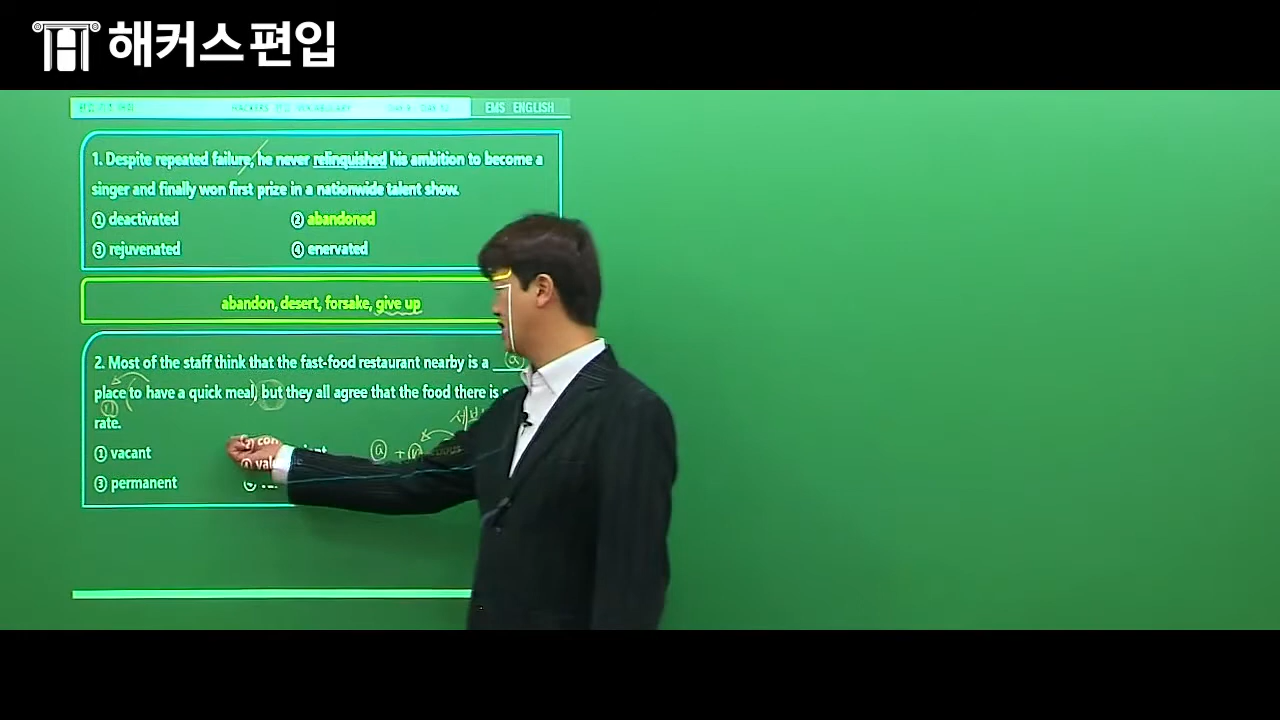 해커스편입
EMS ENGLISH
1. Despite repeated failure, he never relinquished his ambition to become a
singer and finally won first prize in a nationwide talent show.
① deactivated ② abandoned
③ rejuvenated ④ enervated
abandon, desert, forsake, give up
2. Most of the staff think that the fast-food restaurant nearby is a
place to have a quick meal, but they all agree that the food there is
rate.
① vacant
③ permanent